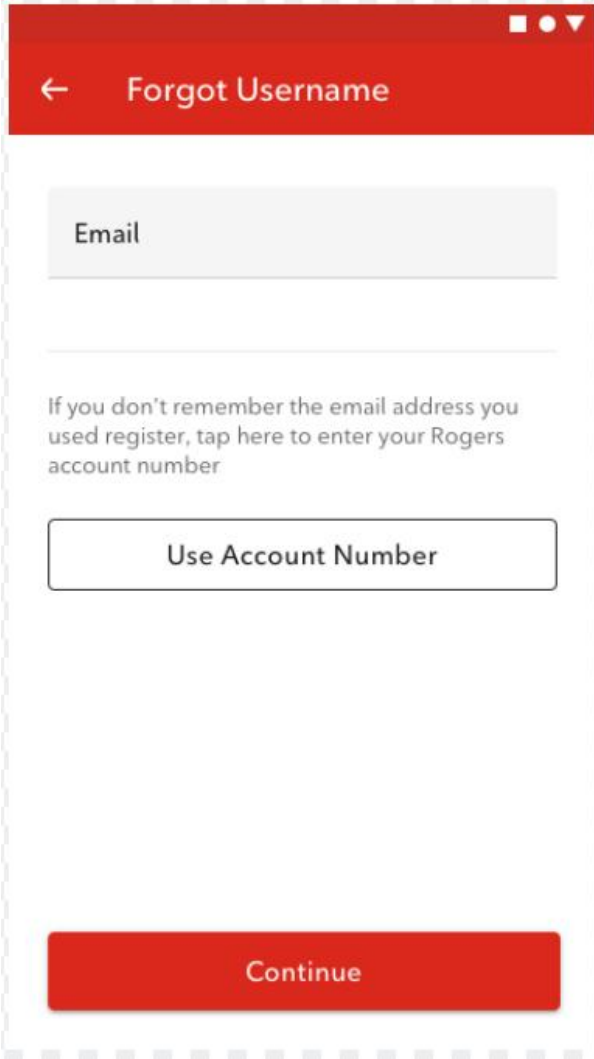 Forgot Username
Email
If you don't remember the email address you
used register, tap here to enter your Rogers
account number
Use Account Number
Continue